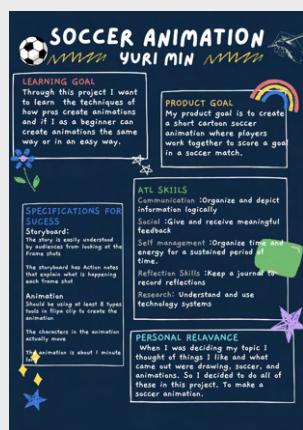 SOCCER ANIMATION
YURI MIN
LEARNING GOAL
Through this project I want
to learn the techniques of
how pros create animations
and if I as a beginner can
create animations the same
way or in an easy way.
PRODUCT GOAL
My product goal is to create
a short cartoon soccer
animation where players
work together to score a goal
in a soccer match.
ATL SKIILS
Communication :Organize and depict
information logically
Social :Give and receive meaningful
feedback
Self management :Organize time and
energy for a sustained period of
time.
Reflection Skills :Keep a journal to
record reflections
Research: Understand and use
technology systems
SPECIFICATIONS FOR
SUCESS
Storyboard:
The story is easily understood
by audiences from looking at the
Frame shots
The storyboard has Action notes
that explain what is happening
each frame shot
Animation
Should be using at least 8 types
tools in flipa clip to create the
animation
The characters in the animation
actually move
The animation is about 1 minute
PERSONAL RELAVANCE
When I was deciding my topic I
thought of things I like and what
came out were drawing, soccer, and
animations. So I decided to do all of
these in this project. To make a
soccer animation.